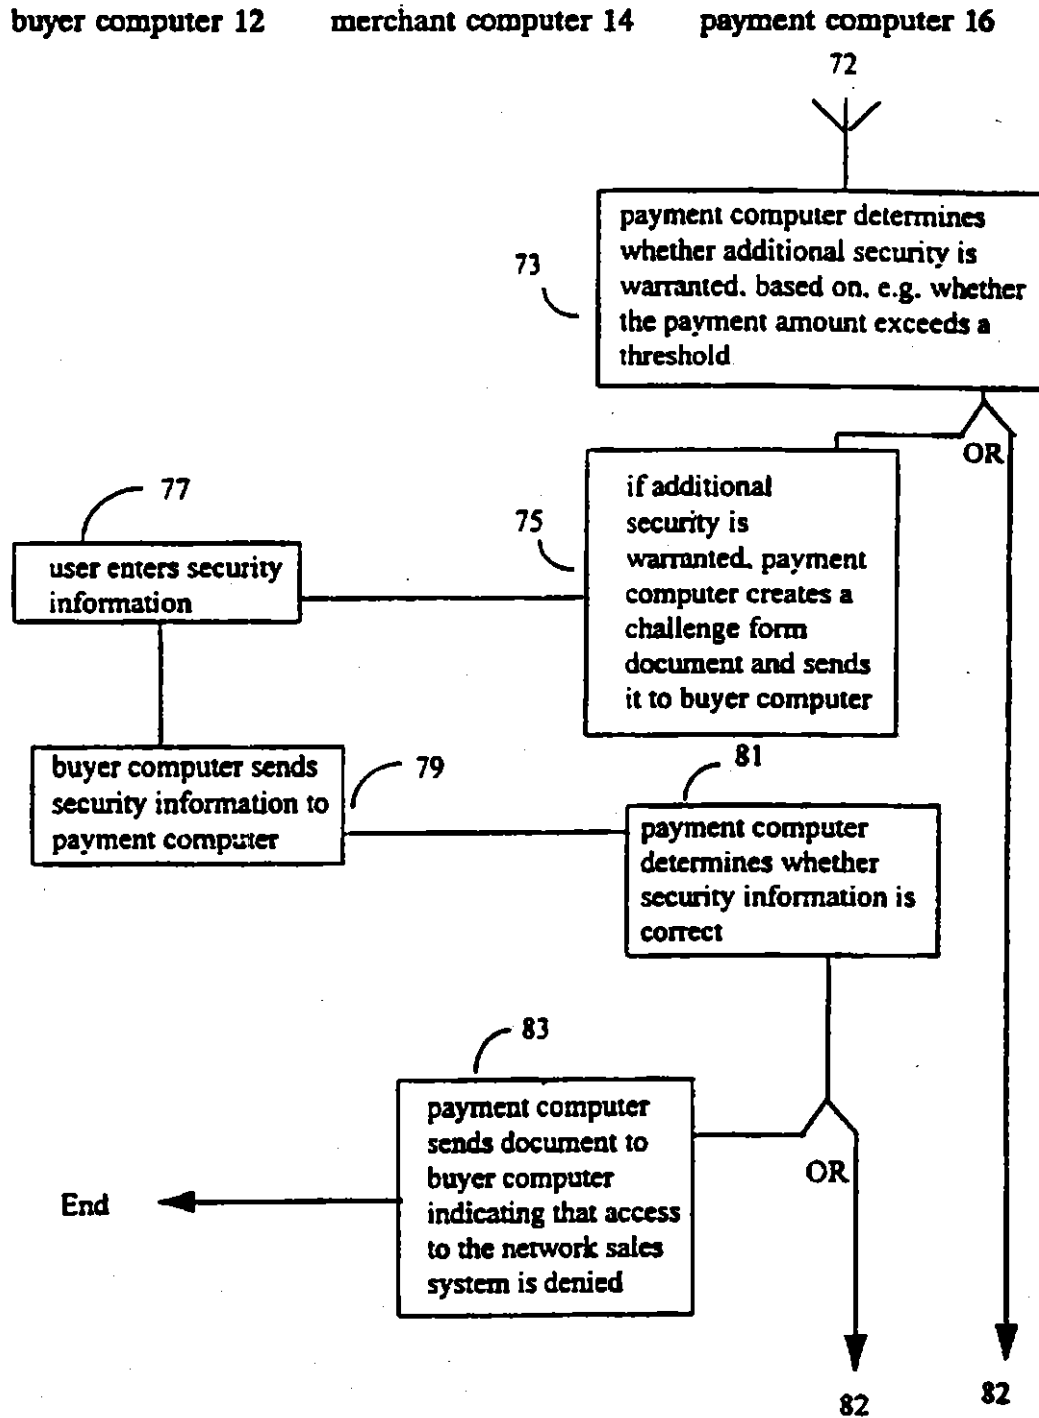 buyer computer 12 merchant computer 14 payment computer 16
72
payment computer determines
whether additional security is
warranted, based on, e.g. whether
the payment amount exceeds a
threshold
73
OR
if additional
security is
warranted, payment
computer creates a
challenge form
document and sends
it to buyer computer
75
77
user enters security
information
buyer computer sends
security information to
payment computer
79
81
payment computer
determines whether
security information is
correct
83
payment computer
sends document to
buyer computer
indicating that access
to the network sales
system is denied
OR
End
82
82